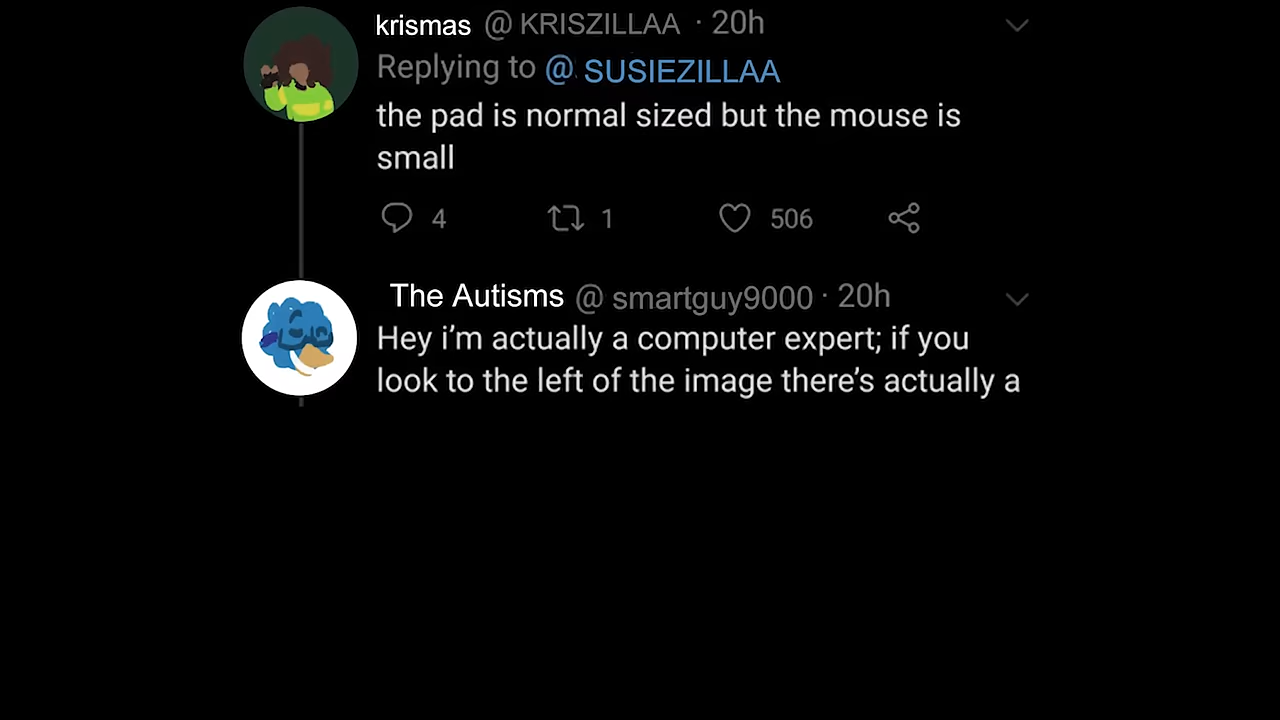 krismas @KRISZILLAA · 20h
Replying to @SUSIEZILLAA
the pad is normal sized but the mouse is
small
4 1 506
The Autisms @smartguy9000 · 20h
Hey i’m actually a computer expert; if you
look to the left of the image there’s actually a